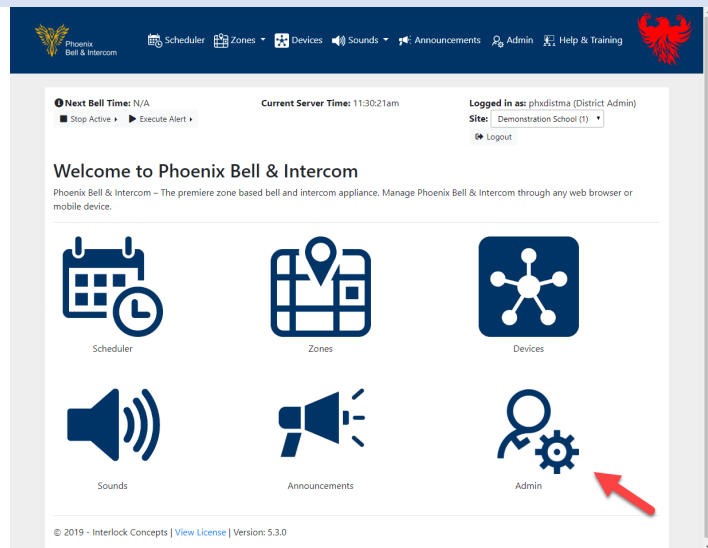 Phoenix
Bell & Intercom
Scheduler Zones Devices Sounds Announcements Admin Help & Training
Next Bell Time: N/A Current Server Time: 11:30:21am Logged in as: phxdistma (District Admin)
Stop Active Execute Alert Site: Demonstration School (1)
Logout
Welcome to Phoenix Bell & Intercom
Phoenix Bell & Intercom – The premiere zone based bell and intercom appliance. Manage Phoenix Bell & Intercom through any web browser or
mobile device.
Scheduler Zones Devices
Sounds Announcements Admin
© 2019 - Interlock Concepts | View License | Version: 5.3.0